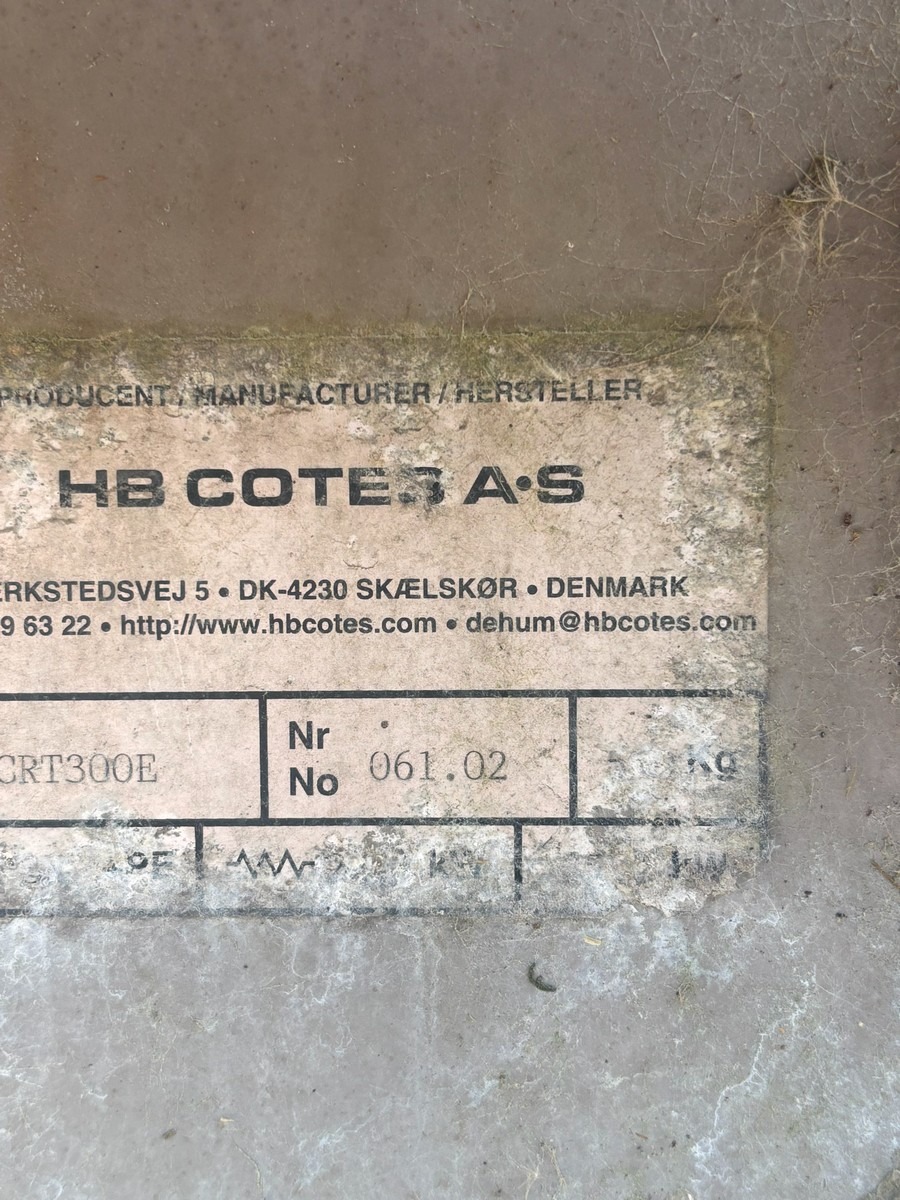 PRODUCENT / MANUFACTURER / HERSTELLER
HB COTES A·S
ERKSTEDSVEJ 5 • DK-4230 SKÆLSKØR • DENMARK
9 63 22 • http://www.hbcotes.com • dehum@hbcotes.com
CRT300E
Nr
No 061.02
Kg
kW
kW